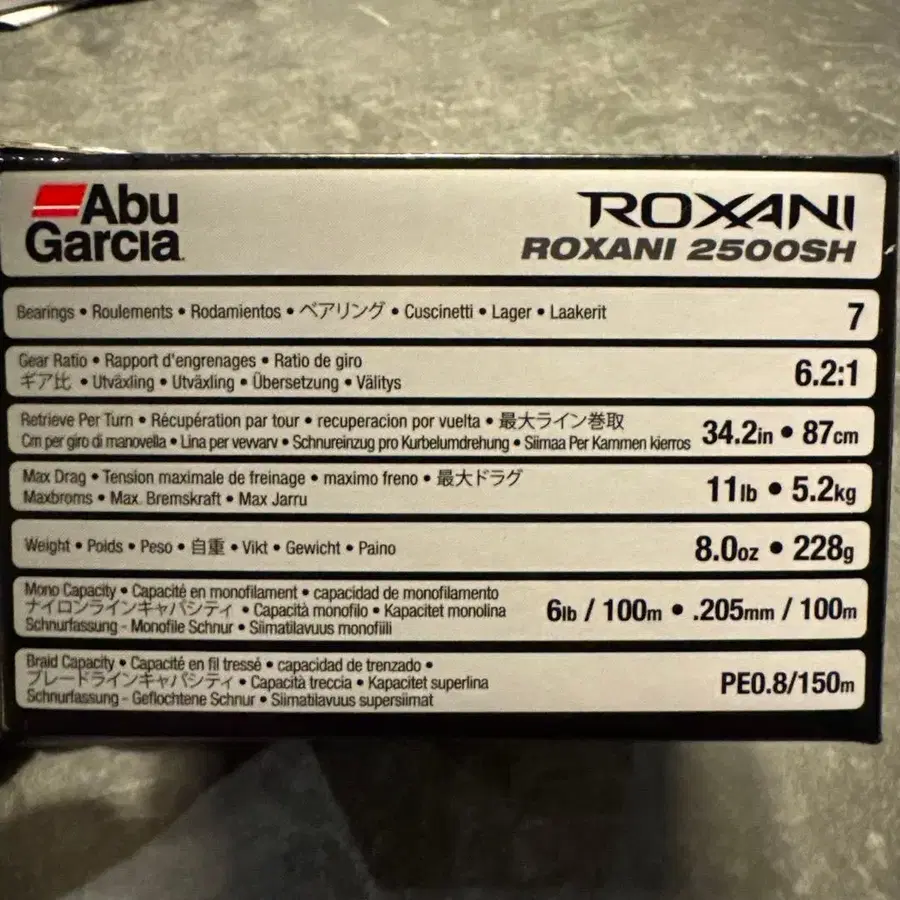 Abu
Garcia
ROXANI
ROXANI 2500SH
Bearings • Roulements • Rodamientos • ベアリング • Cuscinetti • Lager • Laakerit
7
Gear Ratio • Rapport d'engrenages • Ratio de giro
ギア比 • Utväxling • Utväxling • Übersetzung • Välitys
6.2:1
Retrieve Per Turn • Récupération par tour • recuperacion por vuelta • 最大ライン巻取
Cm per giro di manovella • Lina per vevvarv • Schnureinzug pro Kurbelumdrehung • Siimaa Per Kammen kierros
34.2in • 87cm
Max Drag • Tension maximale de freinage • maximo freno • 最大ドラグ
Maxbroms • Max. Bremskraft • Max Jarru
11lb • 5.2kg
Weight • Poids • Peso • 自重 • Vikt • Gewicht • Paino
8.0oz • 228g
Mono Capacity • Capacité en monofilament • capacidad de monofilamento
ナイロンラインキャパシティ • Capacità monofilo • Kapacitet monolina
Schnurfassung - Monofile Schnur • Siimatilavuus monofiili
6lb / 100m • .205mm / 100m
Braid Capacity • Capacité en fil tressé • capacidad de trenzado •
ブレードラインキャパシティ • Capacità treccia • Kapacitet superlina
Schnurfassung - Geflochtene Schnur • Siimatilavuus supersiimat
PE0.8/150m